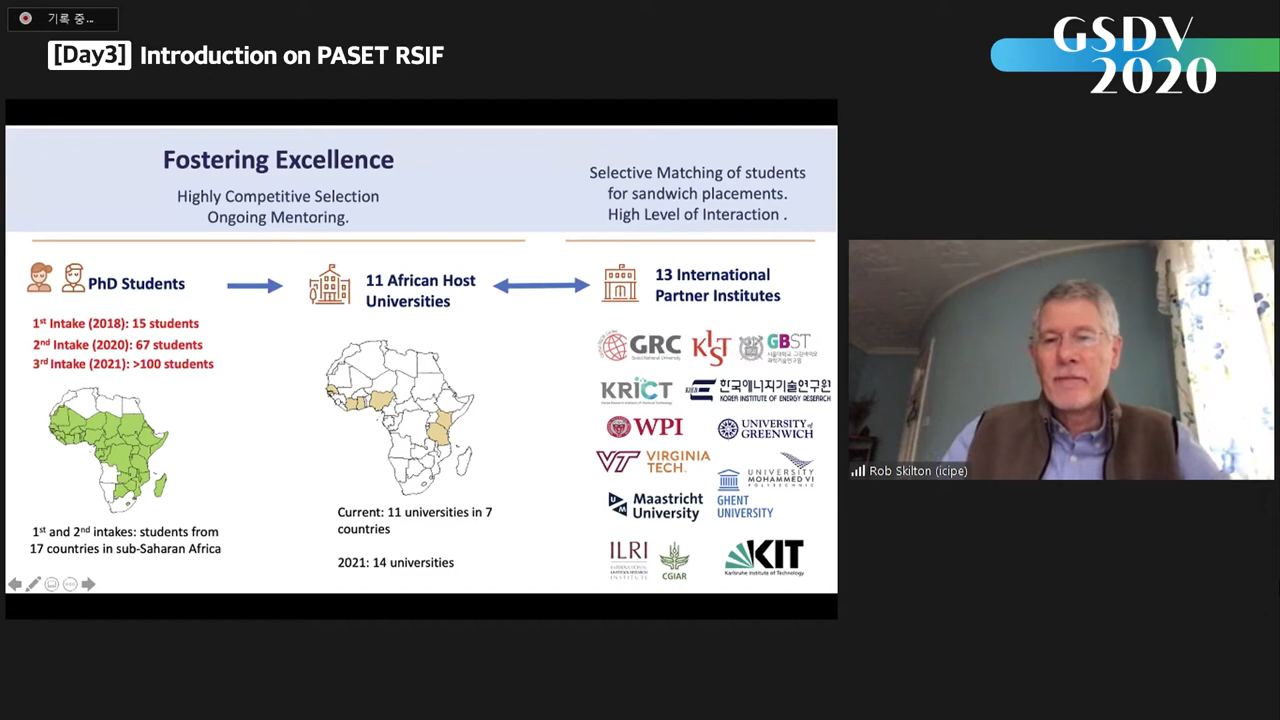 기록 중...
[Day3] Introduction on PASET RSIF
GSDV
2020
Fostering Excellence
Highly Competitive Selection
Ongoing Mentoring.
Selective Matching of students
for sandwich placements.
High Level of Interaction .
PhD Students
11 African Host
Universities
13 International
Partner Institutes
1st Intake (2018): 15 students
2nd Intake (2020): 67 students
3rd Intake (2021): >100 students
1st and 2nd intakes: students from
17 countries in sub-Saharan Africa
Current: 11 universities in 7
countries
2021: 14 universities
GRC
KIST
GBST
KRICT
한국에너지기술연구원
KOREA INSTITUTE OF ENERGY RESEARCH
WPI
UNIVERSITY
of GREENWICH
VT VIRGINIA
TECH
UNIVERSITY
MOHAMMED VI
POLYTECHNIC
UM Maastricht
University
GHENT
UNIVERSITY
ILRI
INTERNATIONAL
LIVESTOCK RESEARCH
INSTITUTE
CGIAR
KIT
Karlsruhe Institute of Technology
Rob Skilton (icipe)